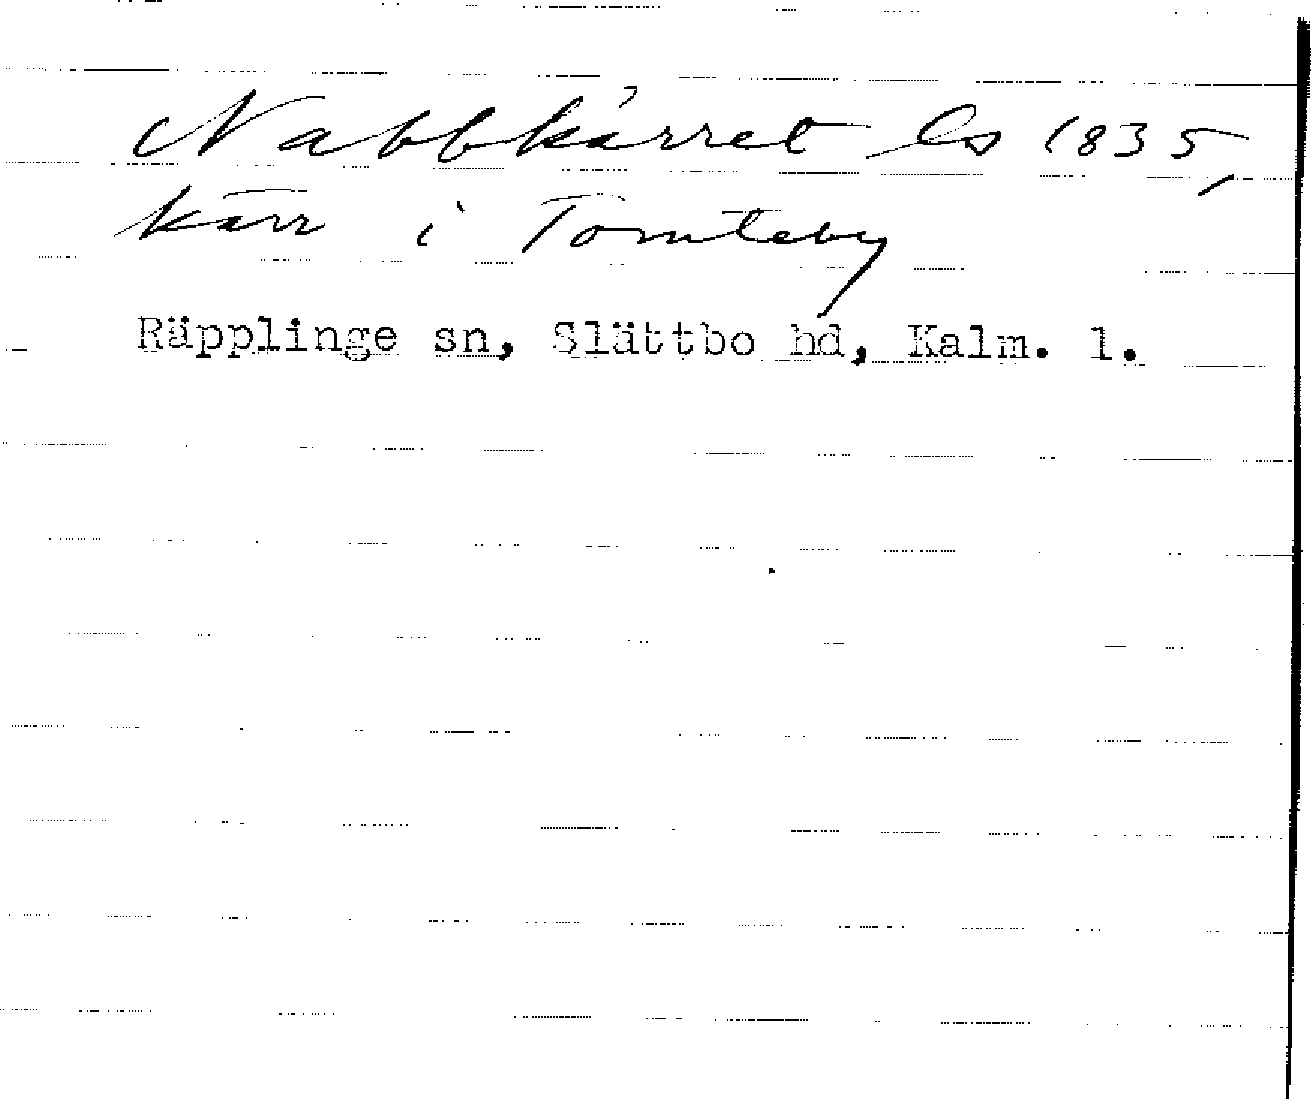 Nabbkärret Ls 1835,
kärr i Tomteby
Räpplinge sn, Slättbo hd, Kalm. l.